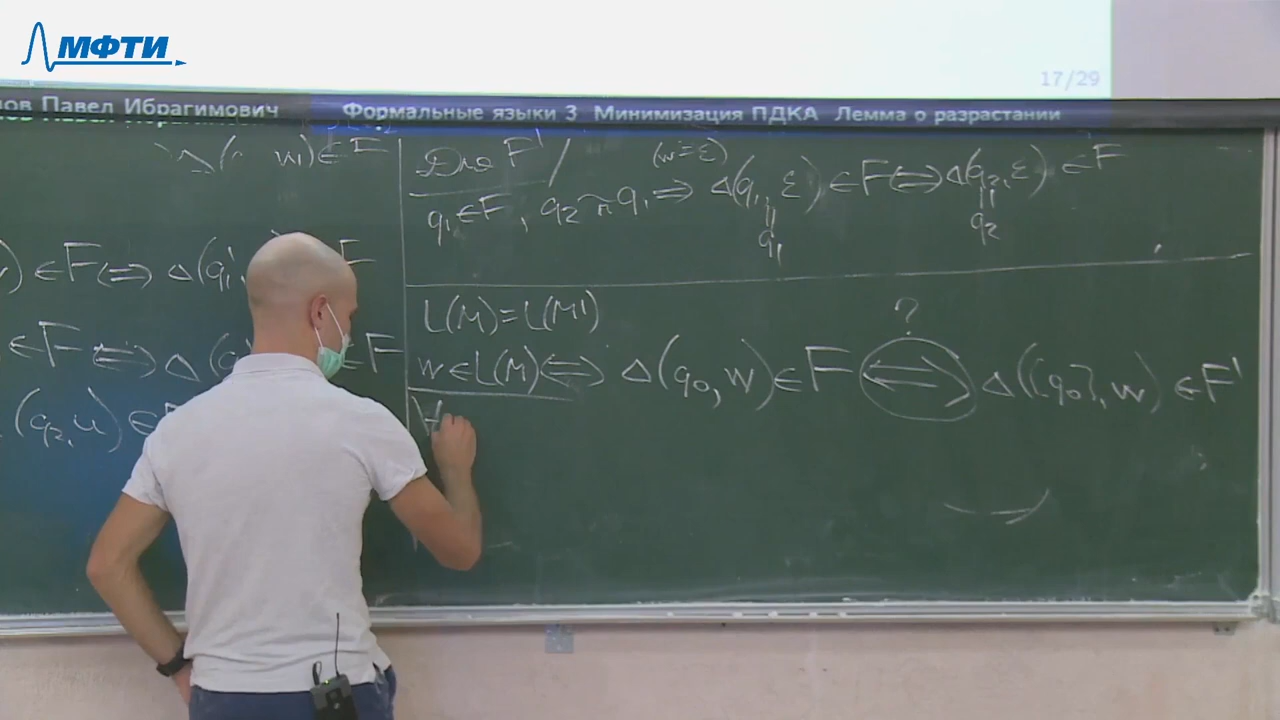 МФТИ
17/29
нов Павел Ибрагимович Формальные языки 3 Минимизация ПДКА Лемма о разрастании
w) ∈ F
∈ F ⇔ Δ(q₁', F
∈ F ⇔ Δ( ∈ F
(q₂, u) ∈
Для F' (w = ε)
q₁ ∈ F, q₂ ~ q₁ ⇒ Δ(q₁, ε) ∈ F ⇔ Δ(q₂, ε) ∈ F
q₁ q₂
L(M) = L(M')
?
w ∈ L(M) ⇔ Δ(q₀, w) ∈ F ⇔ Δ([q₀], w) ∈ F'